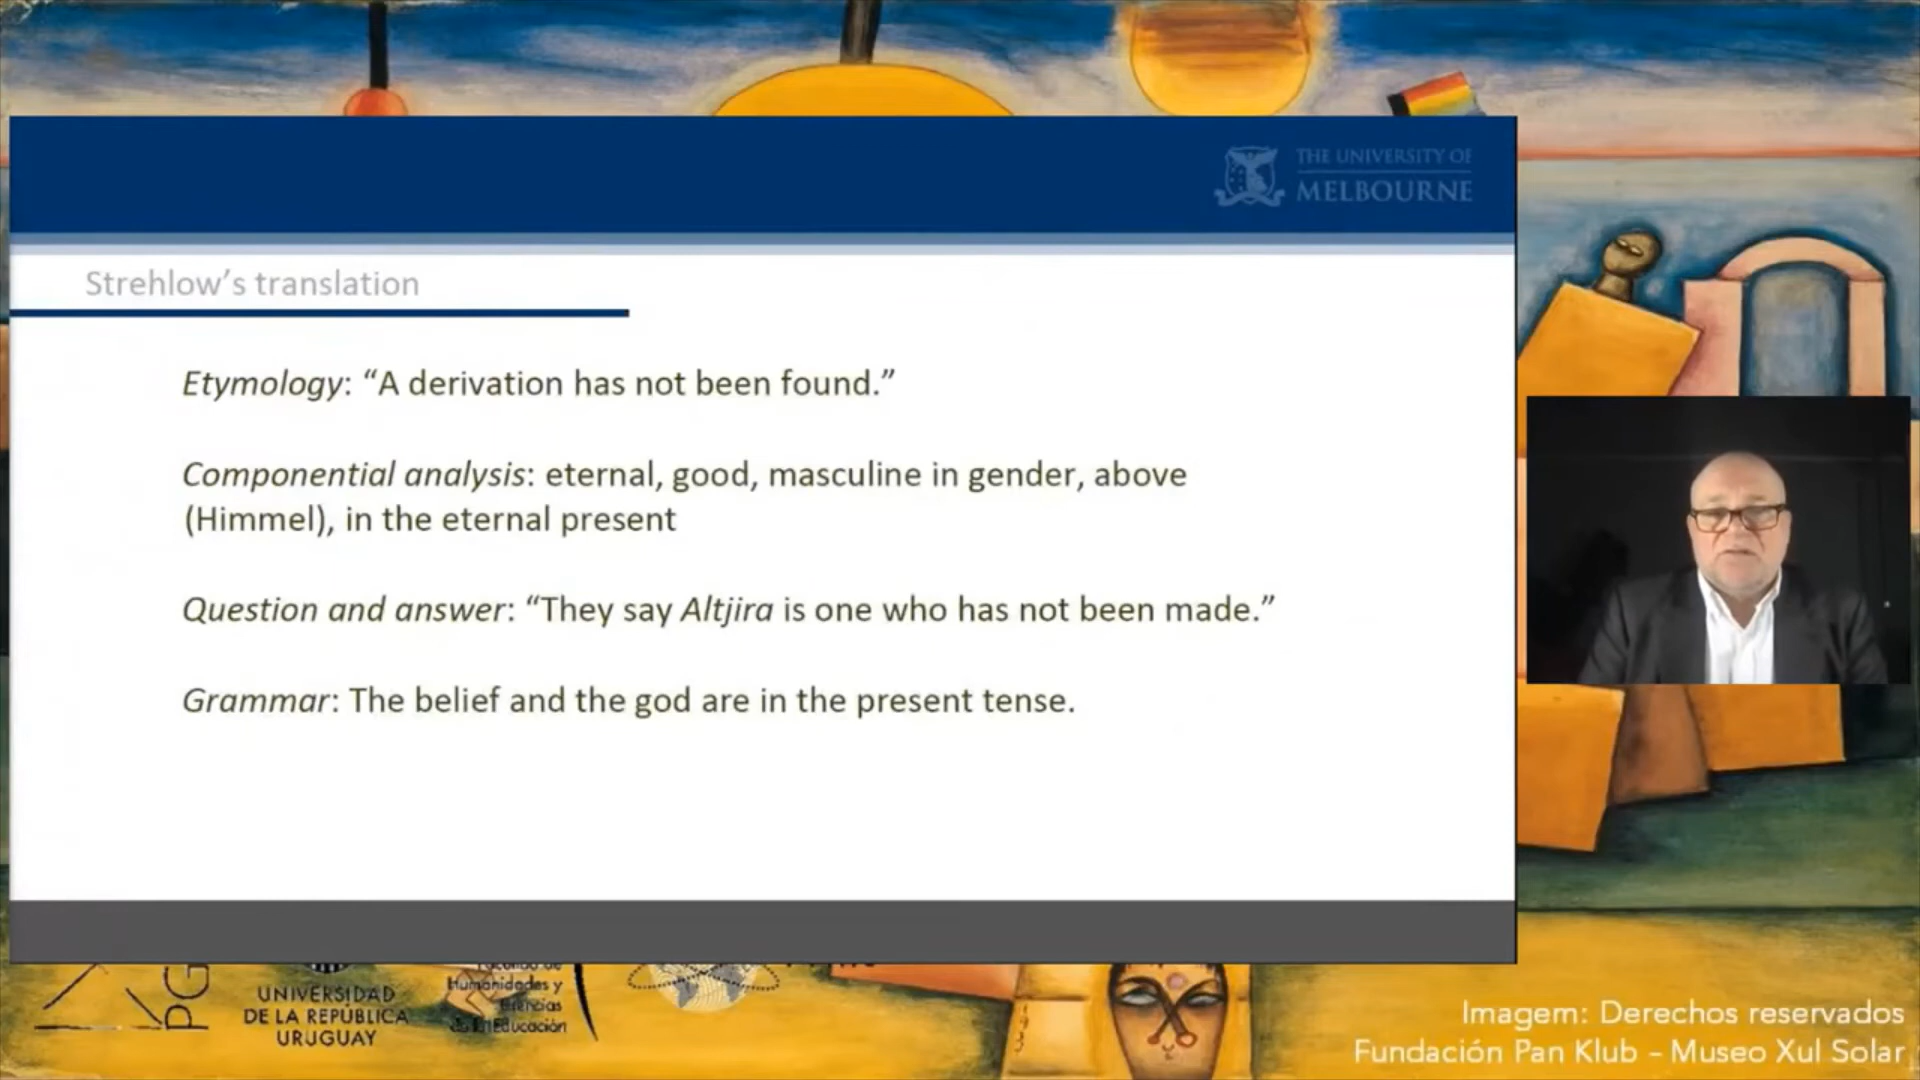 THE UNIVERSITY OF
MELBOURNE
Strehlow’s translation
Etymology: “A derivation has not been found.”
Componential analysis: eternal, good, masculine in gender, above
(Himmel), in the eternal present
Question and answer: “They say Altjira is one who has not been made.”
Grammar: The belief and the god are in the present tense.
PG
UNIVERSIDAD
DE LA REPÚBLICA
URUGUAY
Humanidades y
Ciencias
Educación
Imagem: Derechos reservados
Fundación Pan Klub – Museo Xul Solar